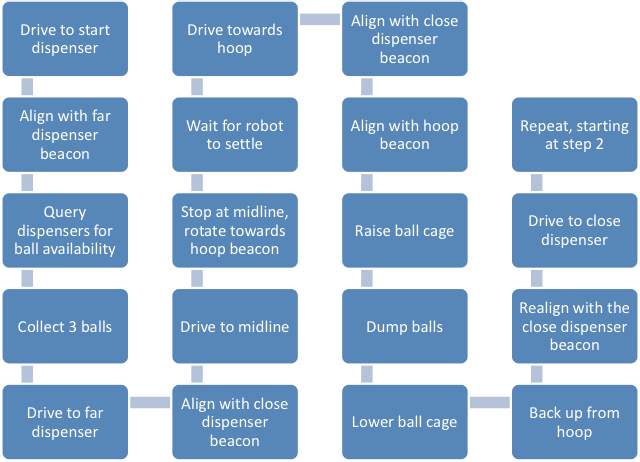 Drive to start
dispenser
Align with far
dispenser
beacon
Query
dispensers for
ball availability
Collect 3 balls
Drive to far
dispenser
Align with close
dispenser
beacon
Drive to midline
Stop at midline,
rotate towards
hoop beacon
Wait for robot
to settle
Drive towards
hoop
Align with close
dispenser
beacon
Align with hoop
beacon
Raise ball cage
Dump balls
Lower ball cage
Back up from
hoop
Realign with the
close dispenser
beacon
Drive to close
dispenser
Repeat, starting
at step 2